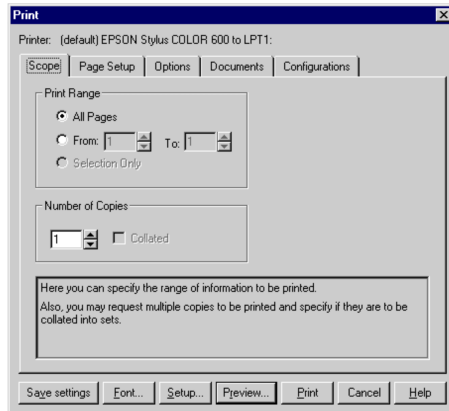 Print
Printer: (default) EPSON Stylus COLOR 600 to LPT1:
Scope Page Setup Options Documents Configurations
Print Range
All Pages
From: 1 To: 1
Selection Only
Number of Copies
1 Collated
Here you can specify the range of information to be printed.
Also, you may request multiple copies to be printed and specify if they are to be
collated into sets.
Save settings Font... Setup... Preview... Print Cancel Help